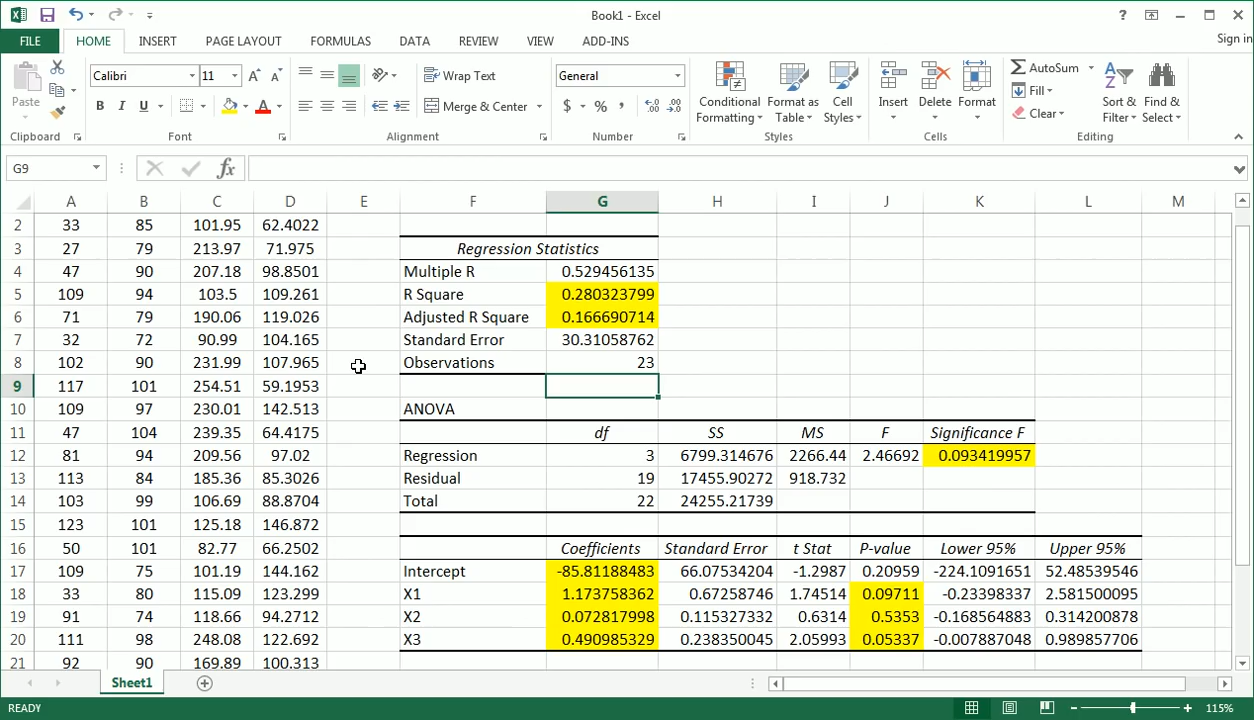 Book1 - Excel
Sign in
FILE HOME INSERT PAGE LAYOUT FORMULAS DATA REVIEW VIEW ADD-INS
Calibri 11 Wrap Text General AutoSum
Paste B I U Merge & Center $ % Conditional Formatting Format as Table Cell Styles Insert Delete Format Fill Clear Sort & Filter Find & Select
Clipboard Font Alignment Number Styles Cells Editing
G9 fx
A B C D E F G H I J K L M
2 33 85 101.95 62.4022
3 27 79 213.97 71.975 Regression Statistics
4 47 90 207.18 98.8501 Multiple R 0.529456135
5 109 94 103.5 109.261 R Square 0.280323799
6 71 79 190.06 119.026 Adjusted R Square 0.166690714
7 32 72 90.99 104.165 Standard Error 30.31058762
8 102 90 231.99 107.965 Observations 23
9 117 101 254.51 59.1953
10 109 97 230.01 142.513 ANOVA
11 47 104 239.35 64.4175 df SS MS F Significance F
12 81 94 209.56 97.02 Regression 3 6799.314676 2266.44 2.46692 0.093419957
13 113 84 185.36 85.3026 Residual 19 17455.90272 918.732
14 103 99 106.69 88.8704 Total 22 24255.21739
15 123 101 125.18 146.872
16 50 101 82.77 66.2502 Coefficients Standard Error t Stat P-value Lower 95% Upper 95%
17 109 75 101.19 144.162 Intercept -85.81188483 66.07534204 -1.2987 0.20959 -224.1091651 52.48539546
18 33 80 115.09 123.299 X1 1.173758362 0.67258746 1.74514 0.09711 -0.23398337 2.581500095
19 91 74 118.66 94.2712 X2 0.072817998 0.115327332 0.6314 0.5353 -0.168564883 0.314200878
20 111 98 248.08 122.692 X3 0.490985329 0.238350045 2.05993 0.05337 -0.007887048 0.989857706
21 92 90 169.89 100.313
Sheet1
READY 115%